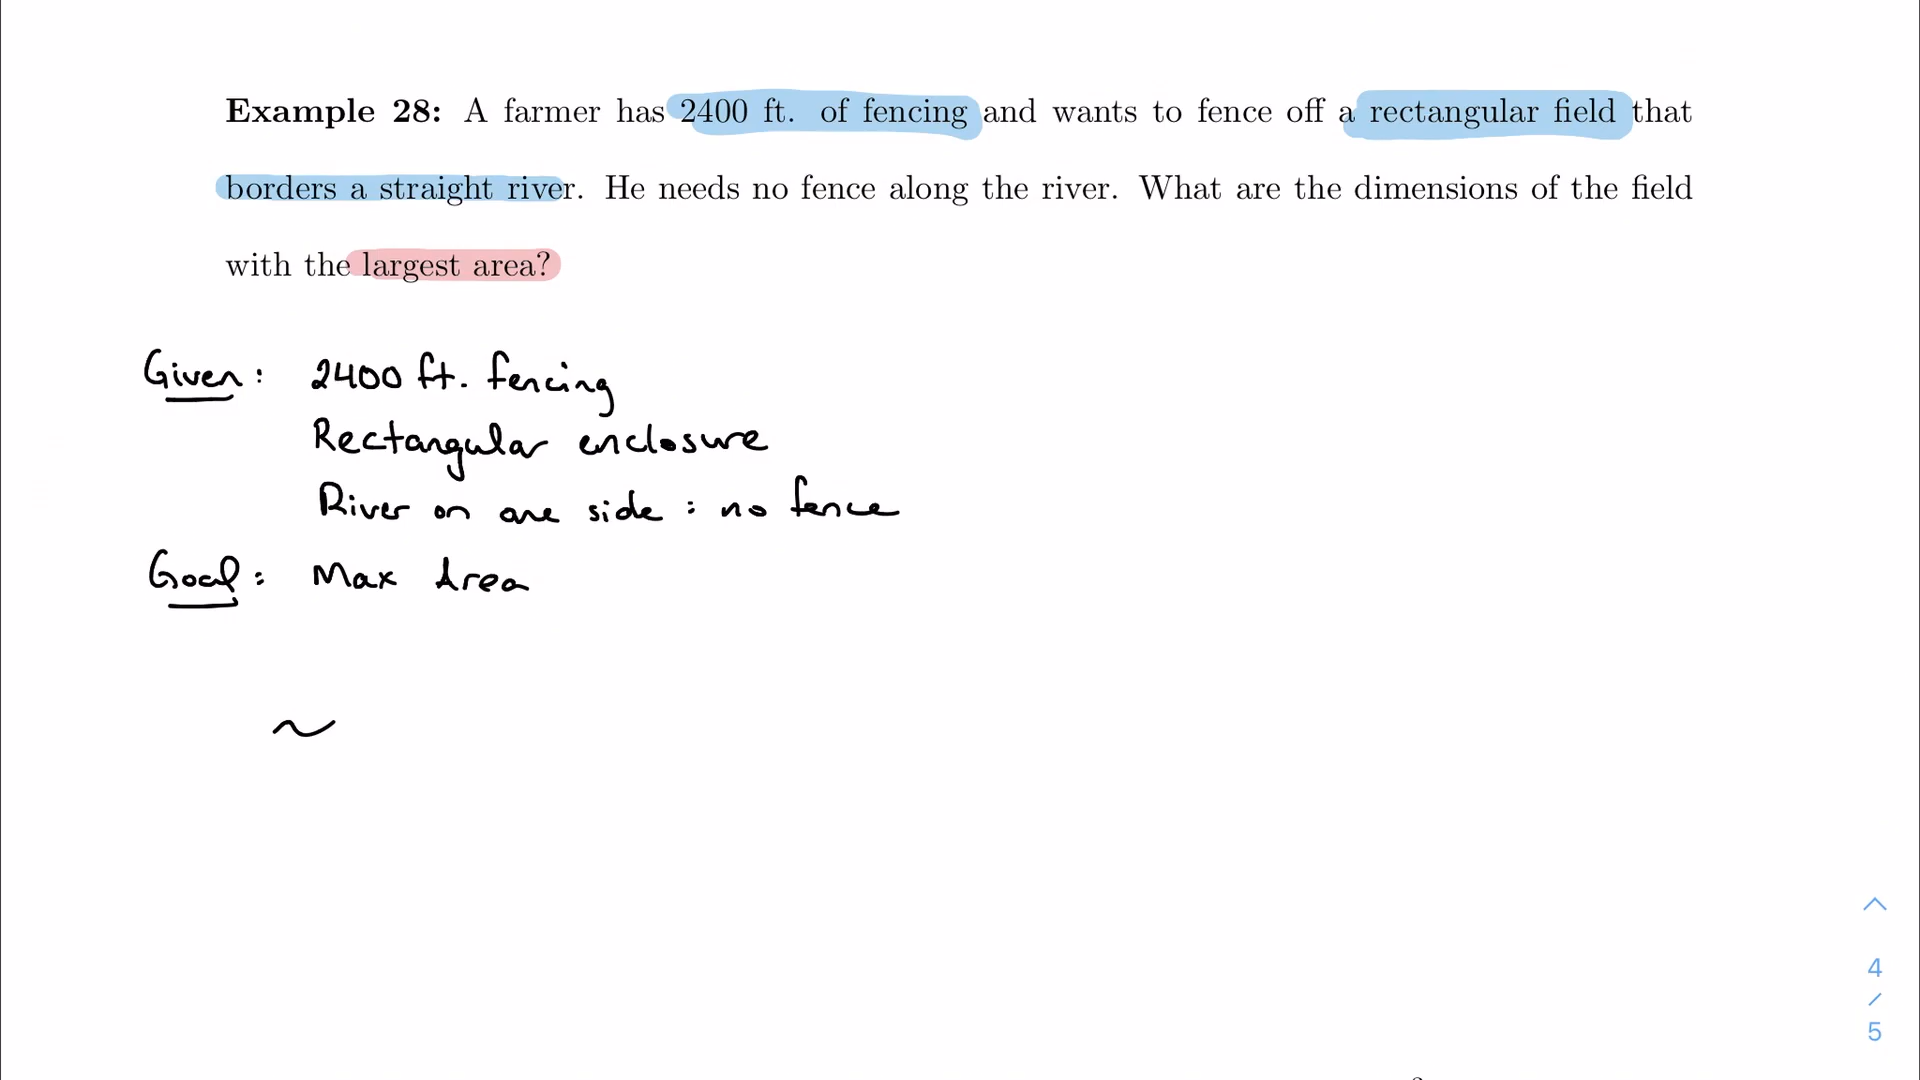 Example 28: A farmer has 2400 ft. of fencing and wants to fence off a rectangular field that
borders a straight river. He needs no fence along the river. What are the dimensions of the field
with the largest area?
Given: 2400 ft. fencing
Rectangular enclosure
River on one side: no fence
Goal: Max Area
4
/
5